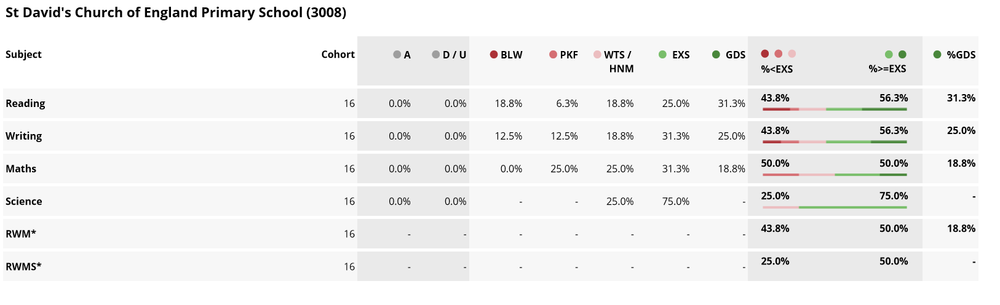 St David's Church of England Primary School (3008)
Subject Cohort A D / U BLW PKF WTS / HNM EXS GDS %<EXS %>=EXS %GDS
Reading 16 0.0% 0.0% 18.8% 6.3% 18.8% 25.0% 31.3% 43.8% 56.3% 31.3%
Writing 16 0.0% 0.0% 12.5% 12.5% 18.8% 31.3% 25.0% 43.8% 56.3% 25.0%
Maths 16 0.0% 0.0% 0.0% 25.0% 25.0% 31.3% 18.8% 50.0% 50.0% 18.8%
Science 16 0.0% 0.0% - - 25.0% 75.0% - 25.0% 75.0% -
RWM* 16 - - - - - - - 43.8% 50.0% 18.8%
RWMS* 16 - - - - - - - 25.0% 50.0% -